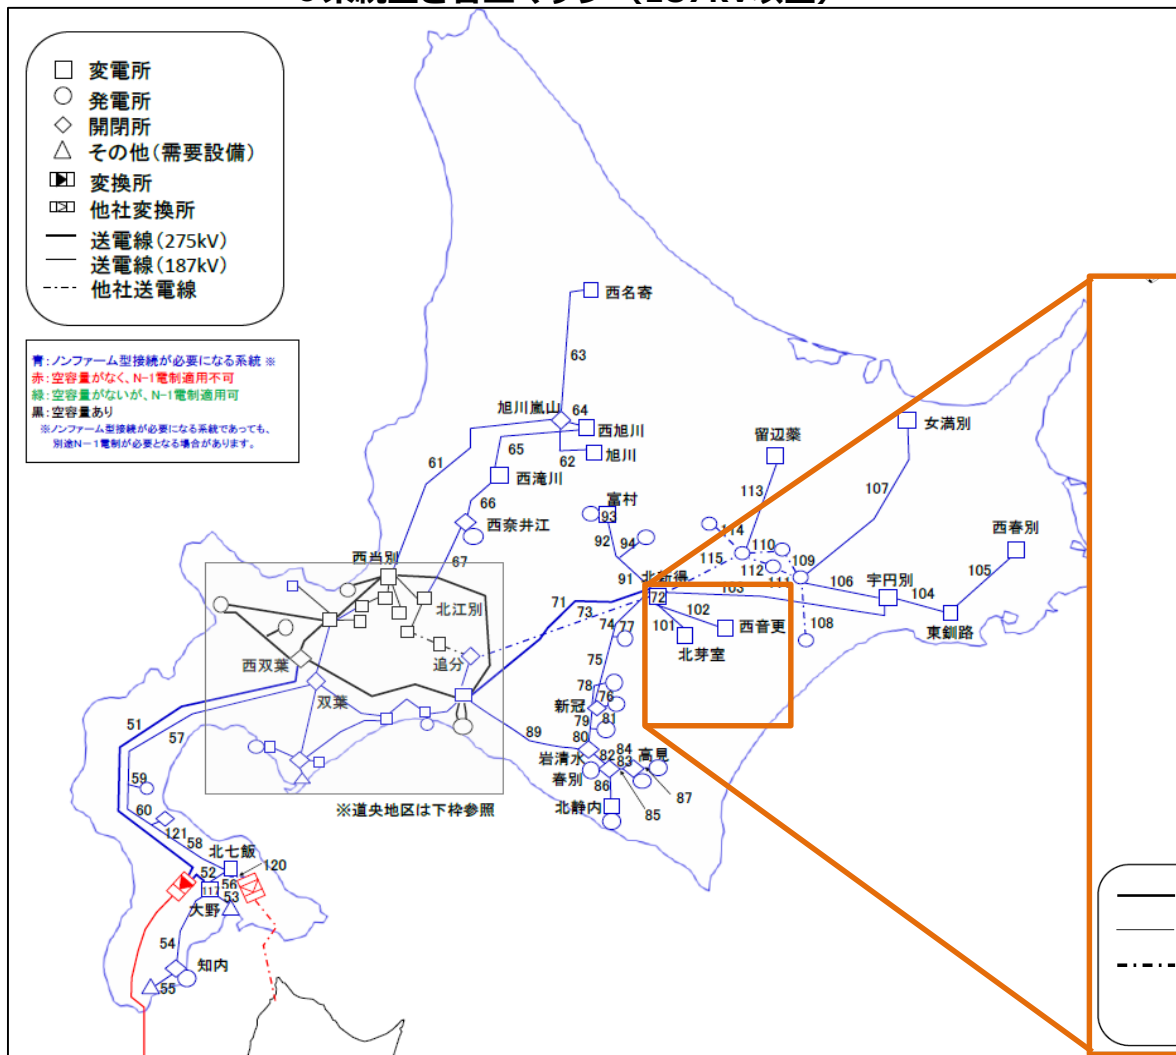 変電所
発電所
開閉所
その他(需要設備)
変換所
他社変換所
送電線(275kV)
送電線(187kV)
他社送電線
青:ノンファーム型接続が必要になる系統 ※
赤:空容量がなく、N-1電制適用不可
緑:空容量がないが、N-1電制適用可
黒:空容量あり
※ノンファーム型接続が必要になる系統であっても、
別途N-1電制が必要となる場合があります。
西名寄
63
旭川嵐山
64
西旭川
65
62
旭川
61
西滝川
66
西奈井江
67
女満別
留辺蘂
113
107
富村
93
92
94
114
110
109
115
112
111
西春別
105
西当別
北江別
71
73
91
北新得
72
103
106
宇円別
104
東釧路
102
101
西音更
北芽室
108
74
77
75
西双葉
追分
双葉
78
76
新冠
79
81
80
89
岩清水
82
84
83
高見
春別
86
87
85
北静内
51
57
59
60
※道央地区は下枠参照
121
58
北七飯
120
52
56
117
53
大野
54
知内
55